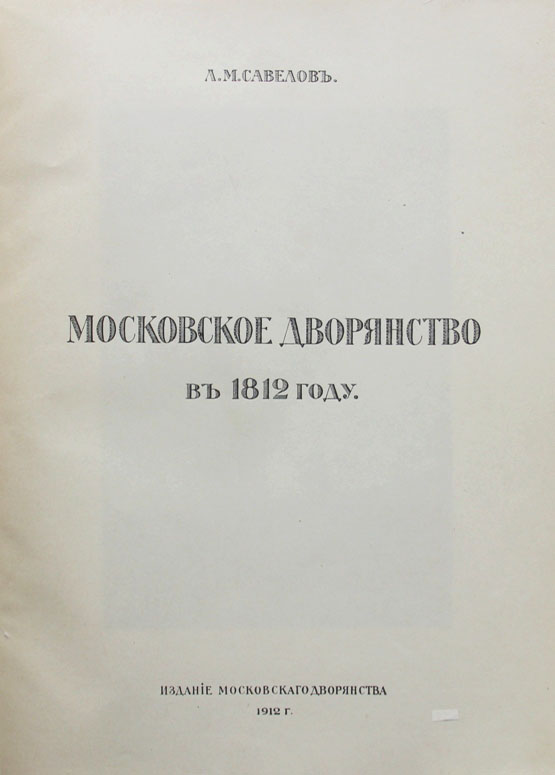 Л.М.САВЕЛОВЪ.
МОСКОВСКОЕ ДВОРЯНСТВО
ВЪ 1812 ГОДУ.
ИЗДАНІЕ МОСКОВСКАГО ДВОРЯНСТВА
1912 Г.